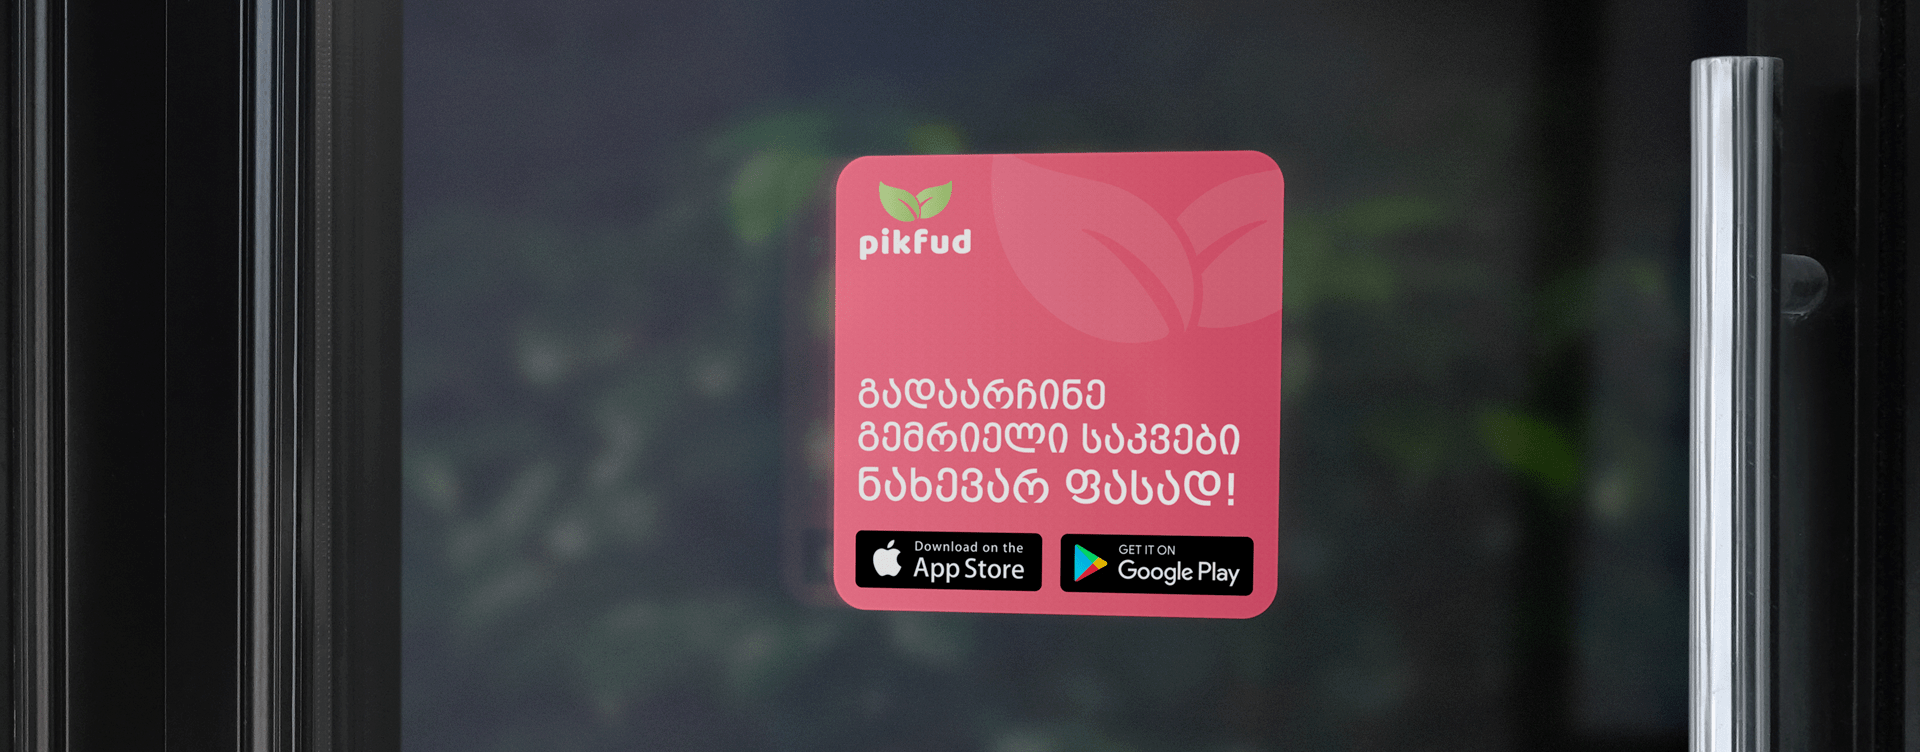 pikfud
გადაარჩინე
გემრიელი საკვები
ნახევარ ფასად!
Download on the
App Store
GET IT ON
Google Play